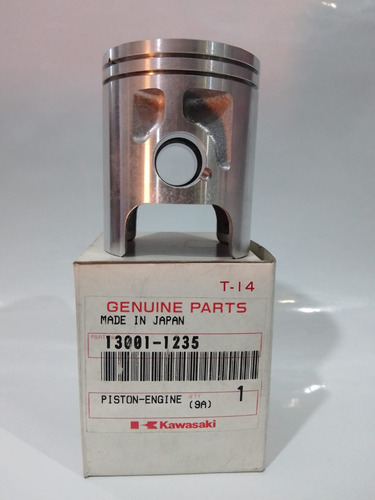 T-14
GENUINE PARTS
MADE IN JAPAN
13001-1235
PISTON-ENGINE
(9A)
1
Kawasaki